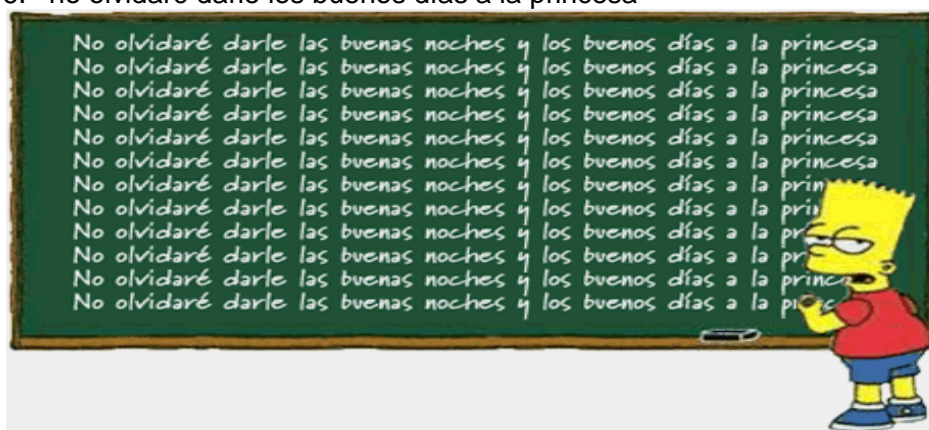 no olvidaré darle los buenos días a la princesa
No olvidaré darle las buenas noches y los buenos días a la princesa
No olvidaré darle las buenas noches y los buenos días a la princesa
No olvidaré darle las buenas noches y los buenos días a la princesa
No olvidaré darle las buenas noches y los buenos días a la princesa
No olvidaré darle las buenas noches y los buenos días a la princesa
No olvidaré darle las buenas noches y los buenos días a la princesa
No olvidaré darle las buenas noches y los buenos días a la prin
No olvidaré darle las buenas noches y los buenos días a la pri
No olvidaré darle las buenas noches y los buenos días a la pr
No olvidaré darle las buenas noches y los buenos días a la pr
No olvidaré darle las buenas noches y los buenos días a la princ
No olvidaré darle las buenas noches y los buenos días a la princ